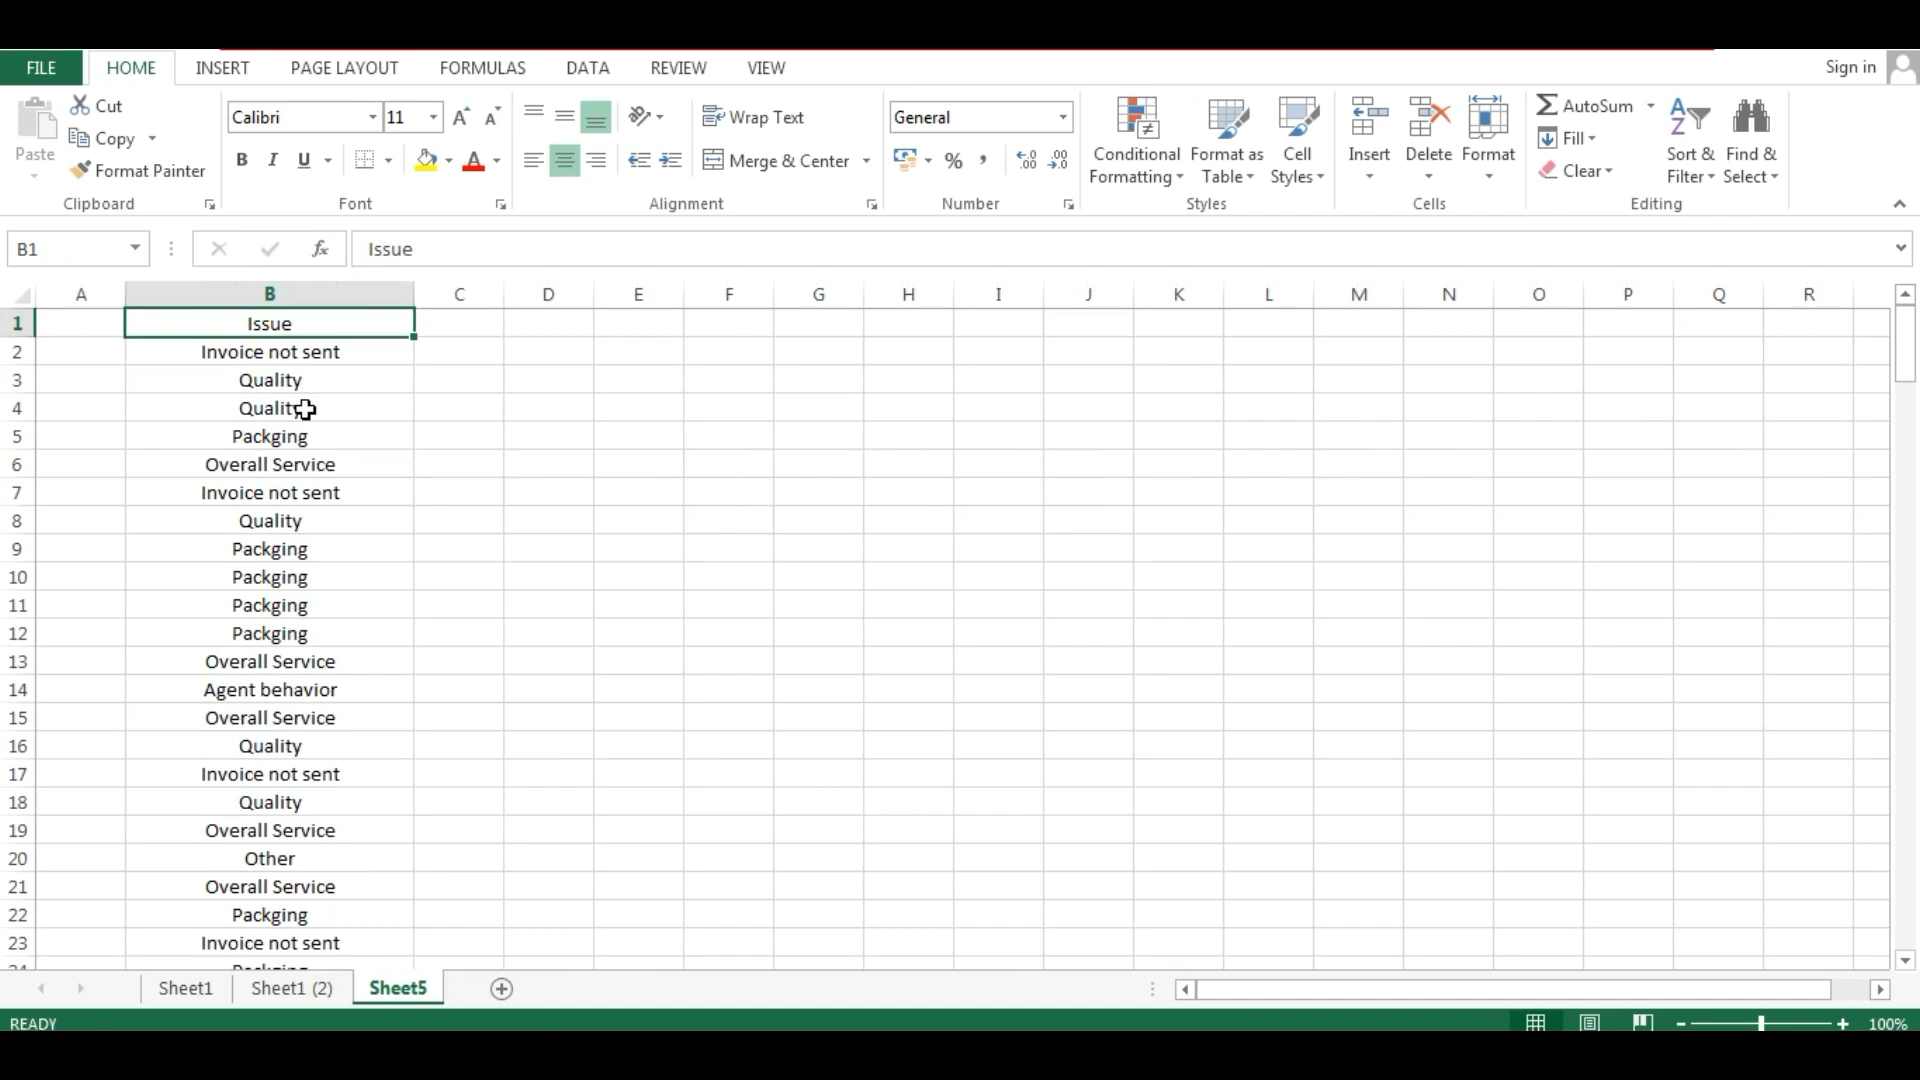 FILE HOME INSERT PAGE LAYOUT FORMULAS DATA REVIEW VIEW Sign in
Cut
Copy
Format Painter
Paste
Clipboard
Calibri 11
B I U
Font
Wrap Text
Merge & Center
Alignment
General
%
Number
Conditional Formatting
Format as Table
Cell Styles
Styles
Insert
Delete
Format
Cells
AutoSum
Fill
Clear
Sort & Filter
Find & Select
Editing
B1 fx Issue
A B C D E F G H I J K L M N O P Q R
1 Issue
2 Invoice not sent
3 Quality
4 Quality
5 Packging
6 Overall Service
7 Invoice not sent
8 Quality
9 Packging
10 Packging
11 Packging
12 Packging
13 Overall Service
14 Agent behavior
15 Overall Service
16 Quality
17 Invoice not sent
18 Quality
19 Overall Service
20 Other
21 Overall Service
22 Packging
23 Invoice not sent
24 Packging
Sheet1 Sheet1 (2) Sheet5
READY 100%